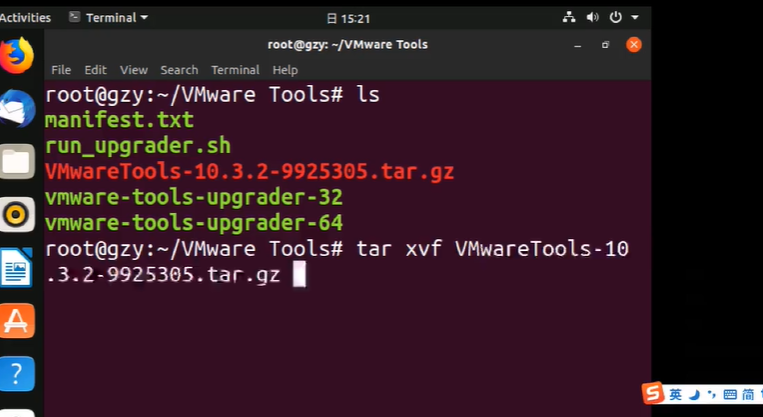 Activities
Terminal
日 15:21
root@gzy: ~/VMware Tools
File Edit View Search Terminal Help
root@gzy:~/VMware Tools# ls
manifest.txt
run_upgrader.sh
VMwareTools-10.3.2-9925305.tar.gz
vmware-tools-upgrader-32
vmware-tools-upgrader-64
root@gzy:~/VMware Tools# tar xvf VMwareTools-10
.3.2-9925305.tar.gz
S 英 简